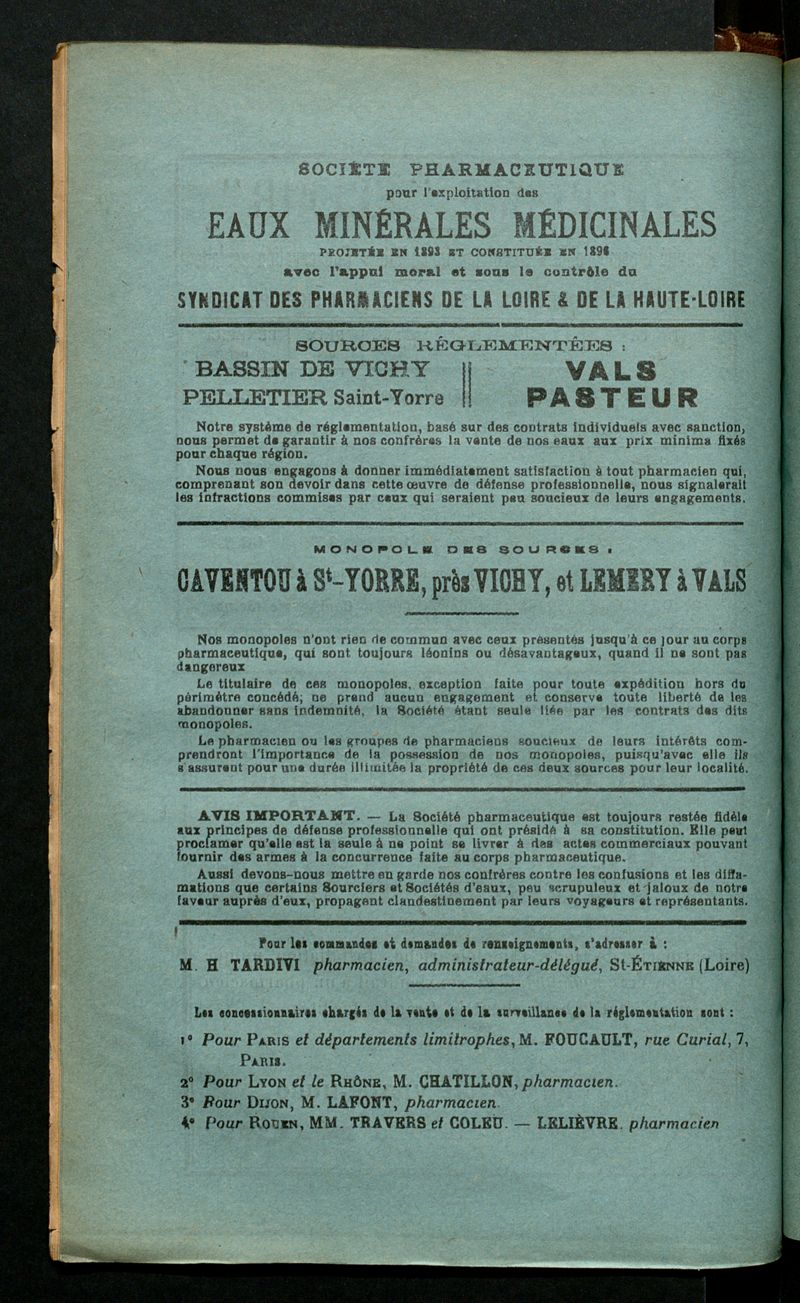 SOCIÉTÉ PHARMACEUTIQUE
pour l'exploitation des
EAUX MINÉRALES MÉDICINALES
PROJETÉE EN 1893 ET CONSTITUÉE EN 1896
avec l'appui moral et sous le contrôle du
SYNDICAT DES PHARMACIENS DE LA LOIRE & DE LA HAUTE-LOIRE
SOURCES RÉGLEMENTÉES :
BASSIN DE VICHY
PELLETIER Saint-Yorre
VALS
PASTEUR
Notre système de réglementation, basé sur des contrats individuels avec sanction,
nous permet de garantir à nos confrères la vente de nos eaux aux prix minima fixés
pour chaque région.
Nous nous engageons à donner immédiatement satisfaction à tout pharmacien qui,
comprenant son devoir dans cette œuvre de défense professionnelle, nous signalerait
les infractions commises par ceux qui seraient peu soucieux de leurs engagements.
MONOPOLE DES SOURCES :
CAVENTOU à St-YORRE, près VICHY, et LEMERY à VALS
Nos monopoles n'ont rien de commun avec ceux présentés jusqu'à ce jour au corps
pharmaceutique, qui sont toujours léonins ou désavantageux, quand il ne sont pas
dangereux
Le titulaire de ces monopoles, exception faite pour toute expédition hors du
périmètre concédé; ne prend aucun engagement et conserve toute liberté de les
abandonner sans indemnité, la Société étant seule liée par les contrats des dits
monopoles.
Le pharmacien ou les groupes de pharmaciens soucieux de leurs intérêts com-
prendront l'importance de la possession de nos monopoles, puisqu'avec elle ils
s'assurent pour une durée illimitée la propriété de ces deux sources pour leur localité.
AVIS IMPORTANT. — La Société pharmaceutique est toujours restée fidèle
aux principes de défense professionnelle qui ont présidé à sa constitution. Elle peut
proclamer qu'elle est la seule à ne point se livrer à des actes commerciaux pouvant
fournir des armes à la concurrence faite au corps pharmaceutique.
Aussi devons-nous mettre en garde nos confrères contre les confusions et les diffa-
mations que certains Sourciers et Sociétés d'eaux, peu scrupuleux et jaloux de notre
faveur auprès d'eux, propagent clandestinement par leurs voyageurs et représentants.
Pour les commandes et demandes de renseignements, s'adresser à :
M. H TARDIVI pharmacien, administrateur-délégué, St-ÉTIENNE (Loire)
Les concessionnaires chargés de la vente et de la surveillance de la réglementation sont :
1° Pour PARIS et départements limitrophes, M. FOUCAULT, rue Curial, 7,
PARIS.
2° Pour LYON et le RHÔNE, M. CHATILLON, pharmacien.
3° Pour DIJON, M. LAFONT, pharmacien.
4° Pour ROUEN, MM. TRAVERS et COLEU. — LELIÈVRE. pharmacien